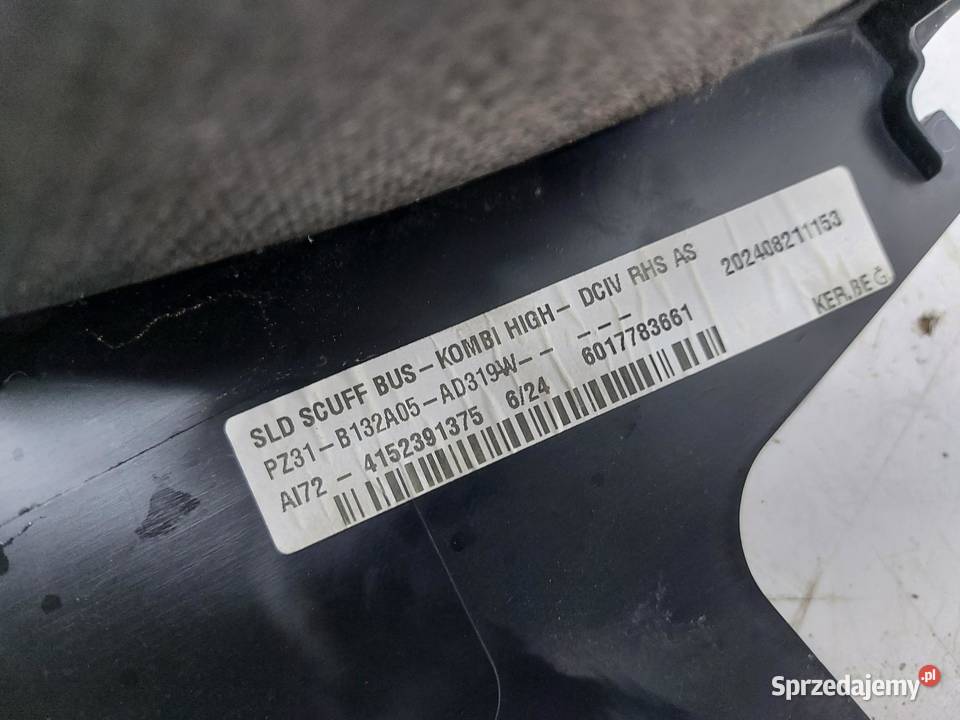 SLD SCUFF BUS-KOMBI HIGH- DCIV RHS AS
202408211153
PZ31-B132A05-AD319-W-- ---
AI72 - 4152391375 6/24 6017783661
KER.BE Ğ
Sprzedajemy.pl